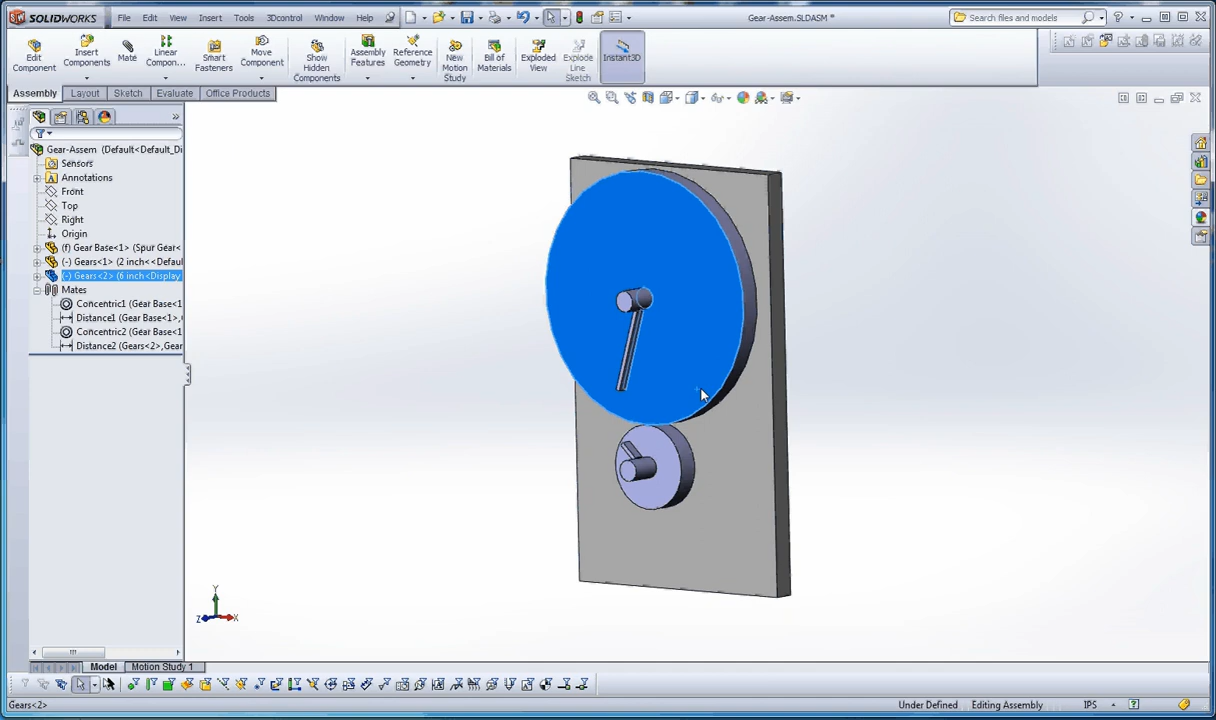 SOLIDWORKS File Edit View Insert Tools 3Dcontrol Window Help Gear-Assem.SLDASM * Search files and models
Edit Component
Insert Components
Mate
Linear Compon...
Smart Fasteners
Move Component
Show Hidden Components
Assembly Features
Reference Geometry
New Motion Study
Bill of Materials
Exploded View
Explode Line Sketch
Instant3D
Assembly Layout Sketch Evaluate Office Products
Gear-Assem (Default<Default_Di
Sensors
Annotations
Front
Top
Right
Origin
(f) Gear Base<1> (Spur Gear<
(-) Gears<1> (2 inch<<Defaul
(-) Gears<2> (6 inch<Display
Mates
Concentric1 (Gear Base<1
Distance1 (Gear Base<1>,
Concentric2 (Gear Base<1
Distance2 (Gears<2>,Gear
Y
Z X
Model Motion Study 1
Gears<2> Under Defined Editing Assembly IPS